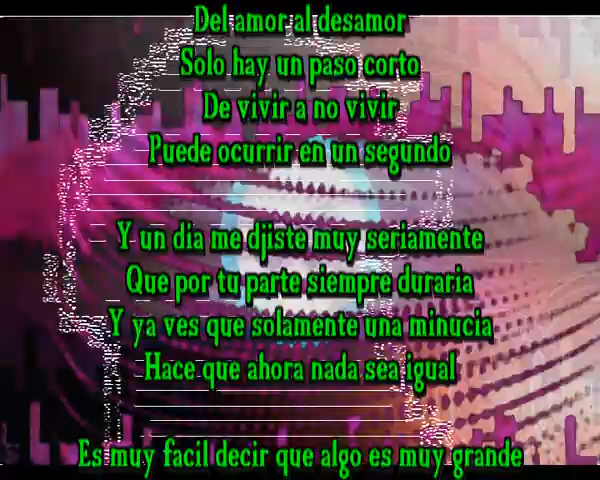 Del amor al desamor
Solo hay un paso corto
De vivir a no vivir
Puede ocurrir en un segundo
Y un dia me djiste muy seriamente
Que por tu parte siempre duraria
Y ya ves que solamente una minucia
Hace que ahora nada sea igual
Es muy facil decir que algo es muy grande